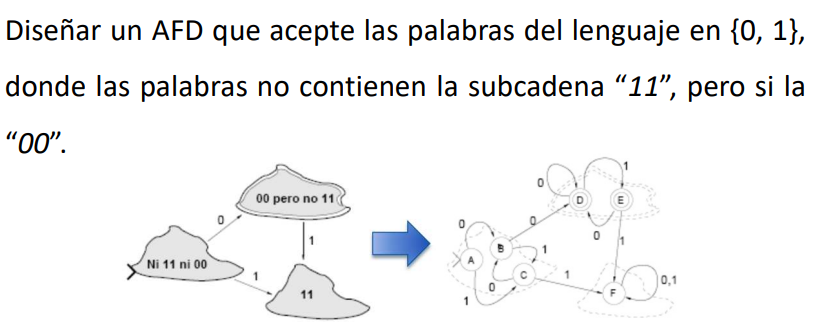 Diseñar un AFD que acepte las palabras del lenguaje en {0, 1},
donde las palabras no contienen la subcadena “11”, pero si la
“00”.
00 pero no 11
0
1
Ni 11 ni 00
1
11
0
1
D
E
0
0
0
B
1
1
A
C
1
0
0,1
F
1